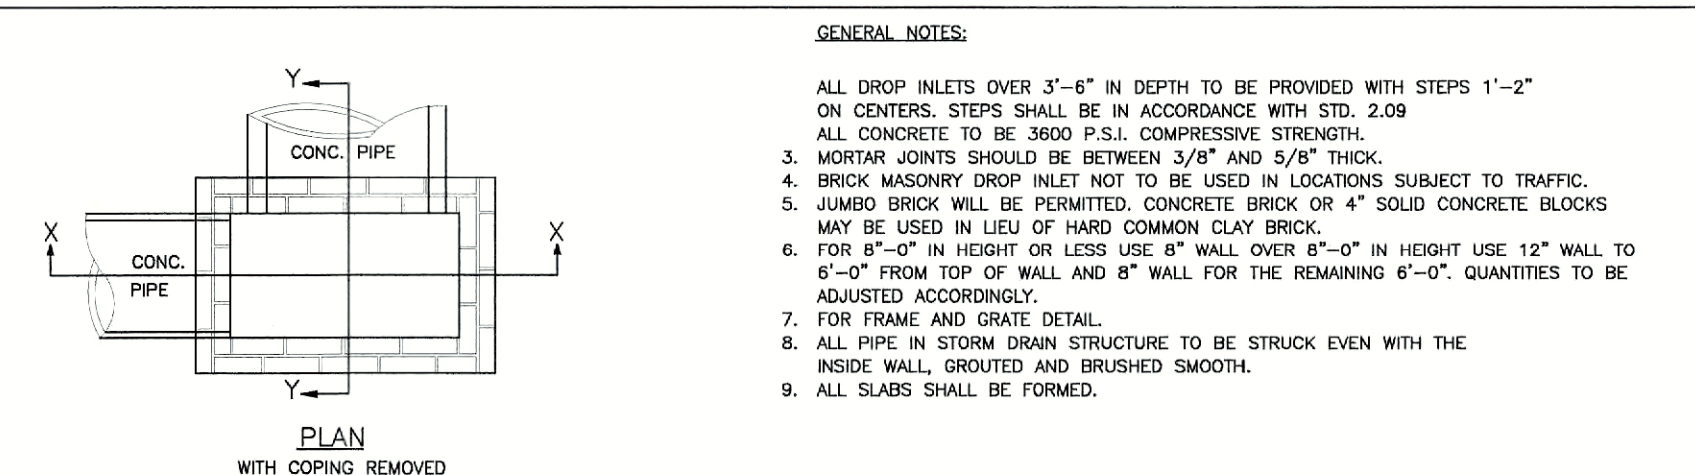 GENERAL NOTES:
ALL DROP INLETS OVER 3'-6" IN DEPTH TO BE PROVIDED WITH STEPS 1'-2"
ON CENTERS. STEPS SHALL BE IN ACCORDANCE WITH STD. 2.09
ALL CONCRETE TO BE 3600 P.S.I. COMPRESSIVE STRENGTH.
3. MORTAR JOINTS SHOULD BE BETWEEN 3/8" AND 5/8" THICK.
4. BRICK MASONRY DROP INLET NOT TO BE USED IN LOCATIONS SUBJECT TO TRAFFIC.
5. JUMBO BRICK WILL BE PERMITTED. CONCRETE BRICK OR 4" SOLID CONCRETE BLOCKS
MAY BE USED IN LIEU OF HARD COMMON CLAY BRICK.
6. FOR 8"-0" IN HEIGHT OR LESS USE 8" WALL OVER 8"-0" IN HEIGHT USE 12" WALL TO
6'-0" FROM TOP OF WALL AND 8" WALL FOR THE REMAINING 6'-0". QUANTITIES TO BE
ADJUSTED ACCORDINGLY.
7. FOR FRAME AND GRATE DETAIL.
8. ALL PIPE IN STORM DRAIN STRUCTURE TO BE STRUCK EVEN WITH THE
INSIDE WALL, GROUTED AND BRUSHED SMOOTH.
9. ALL SLABS SHALL BE FORMED.
Y
CONC. PIPE
X
X
CONC.
PIPE
Y
PLAN
WITH COPING REMOVED